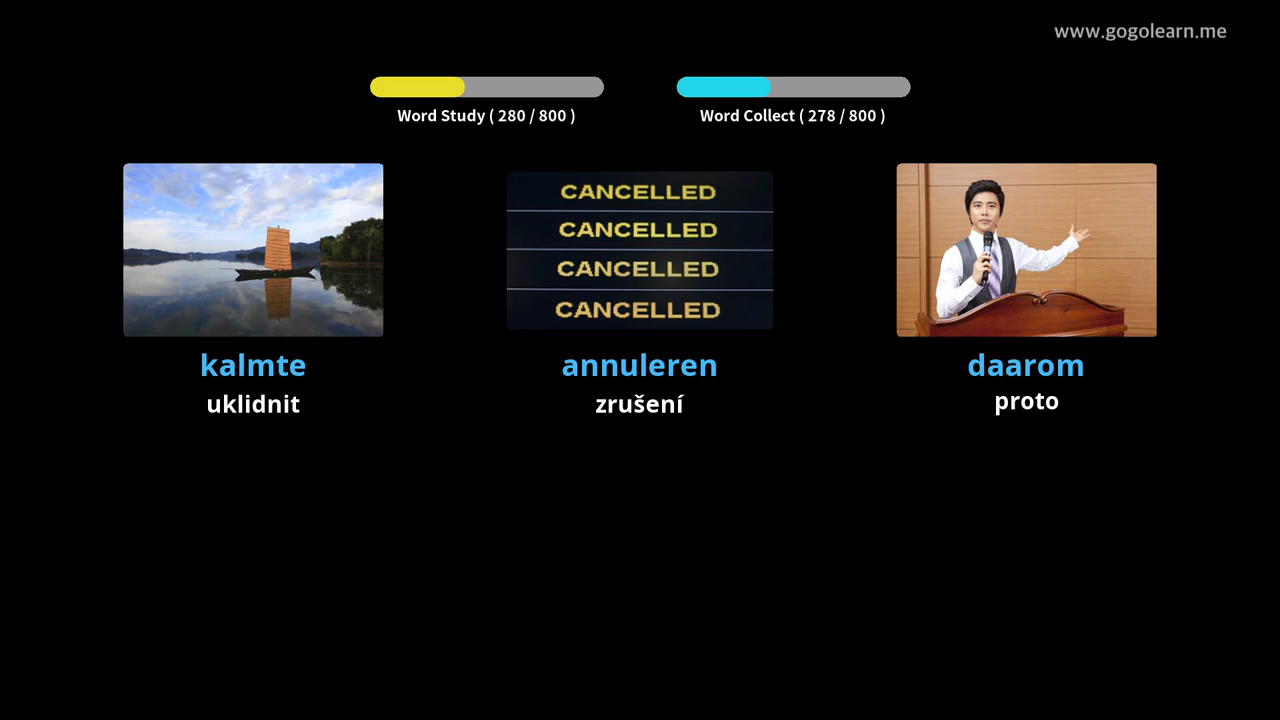 www.gogolearn.me
Word Study ( 280 / 800 )
Word Collect ( 278 / 800 )
CANCELLED
CANCELLED
CANCELLED
CANCELLED
kalmte
uklidnit
annuleren
zrušení
daarom
proto